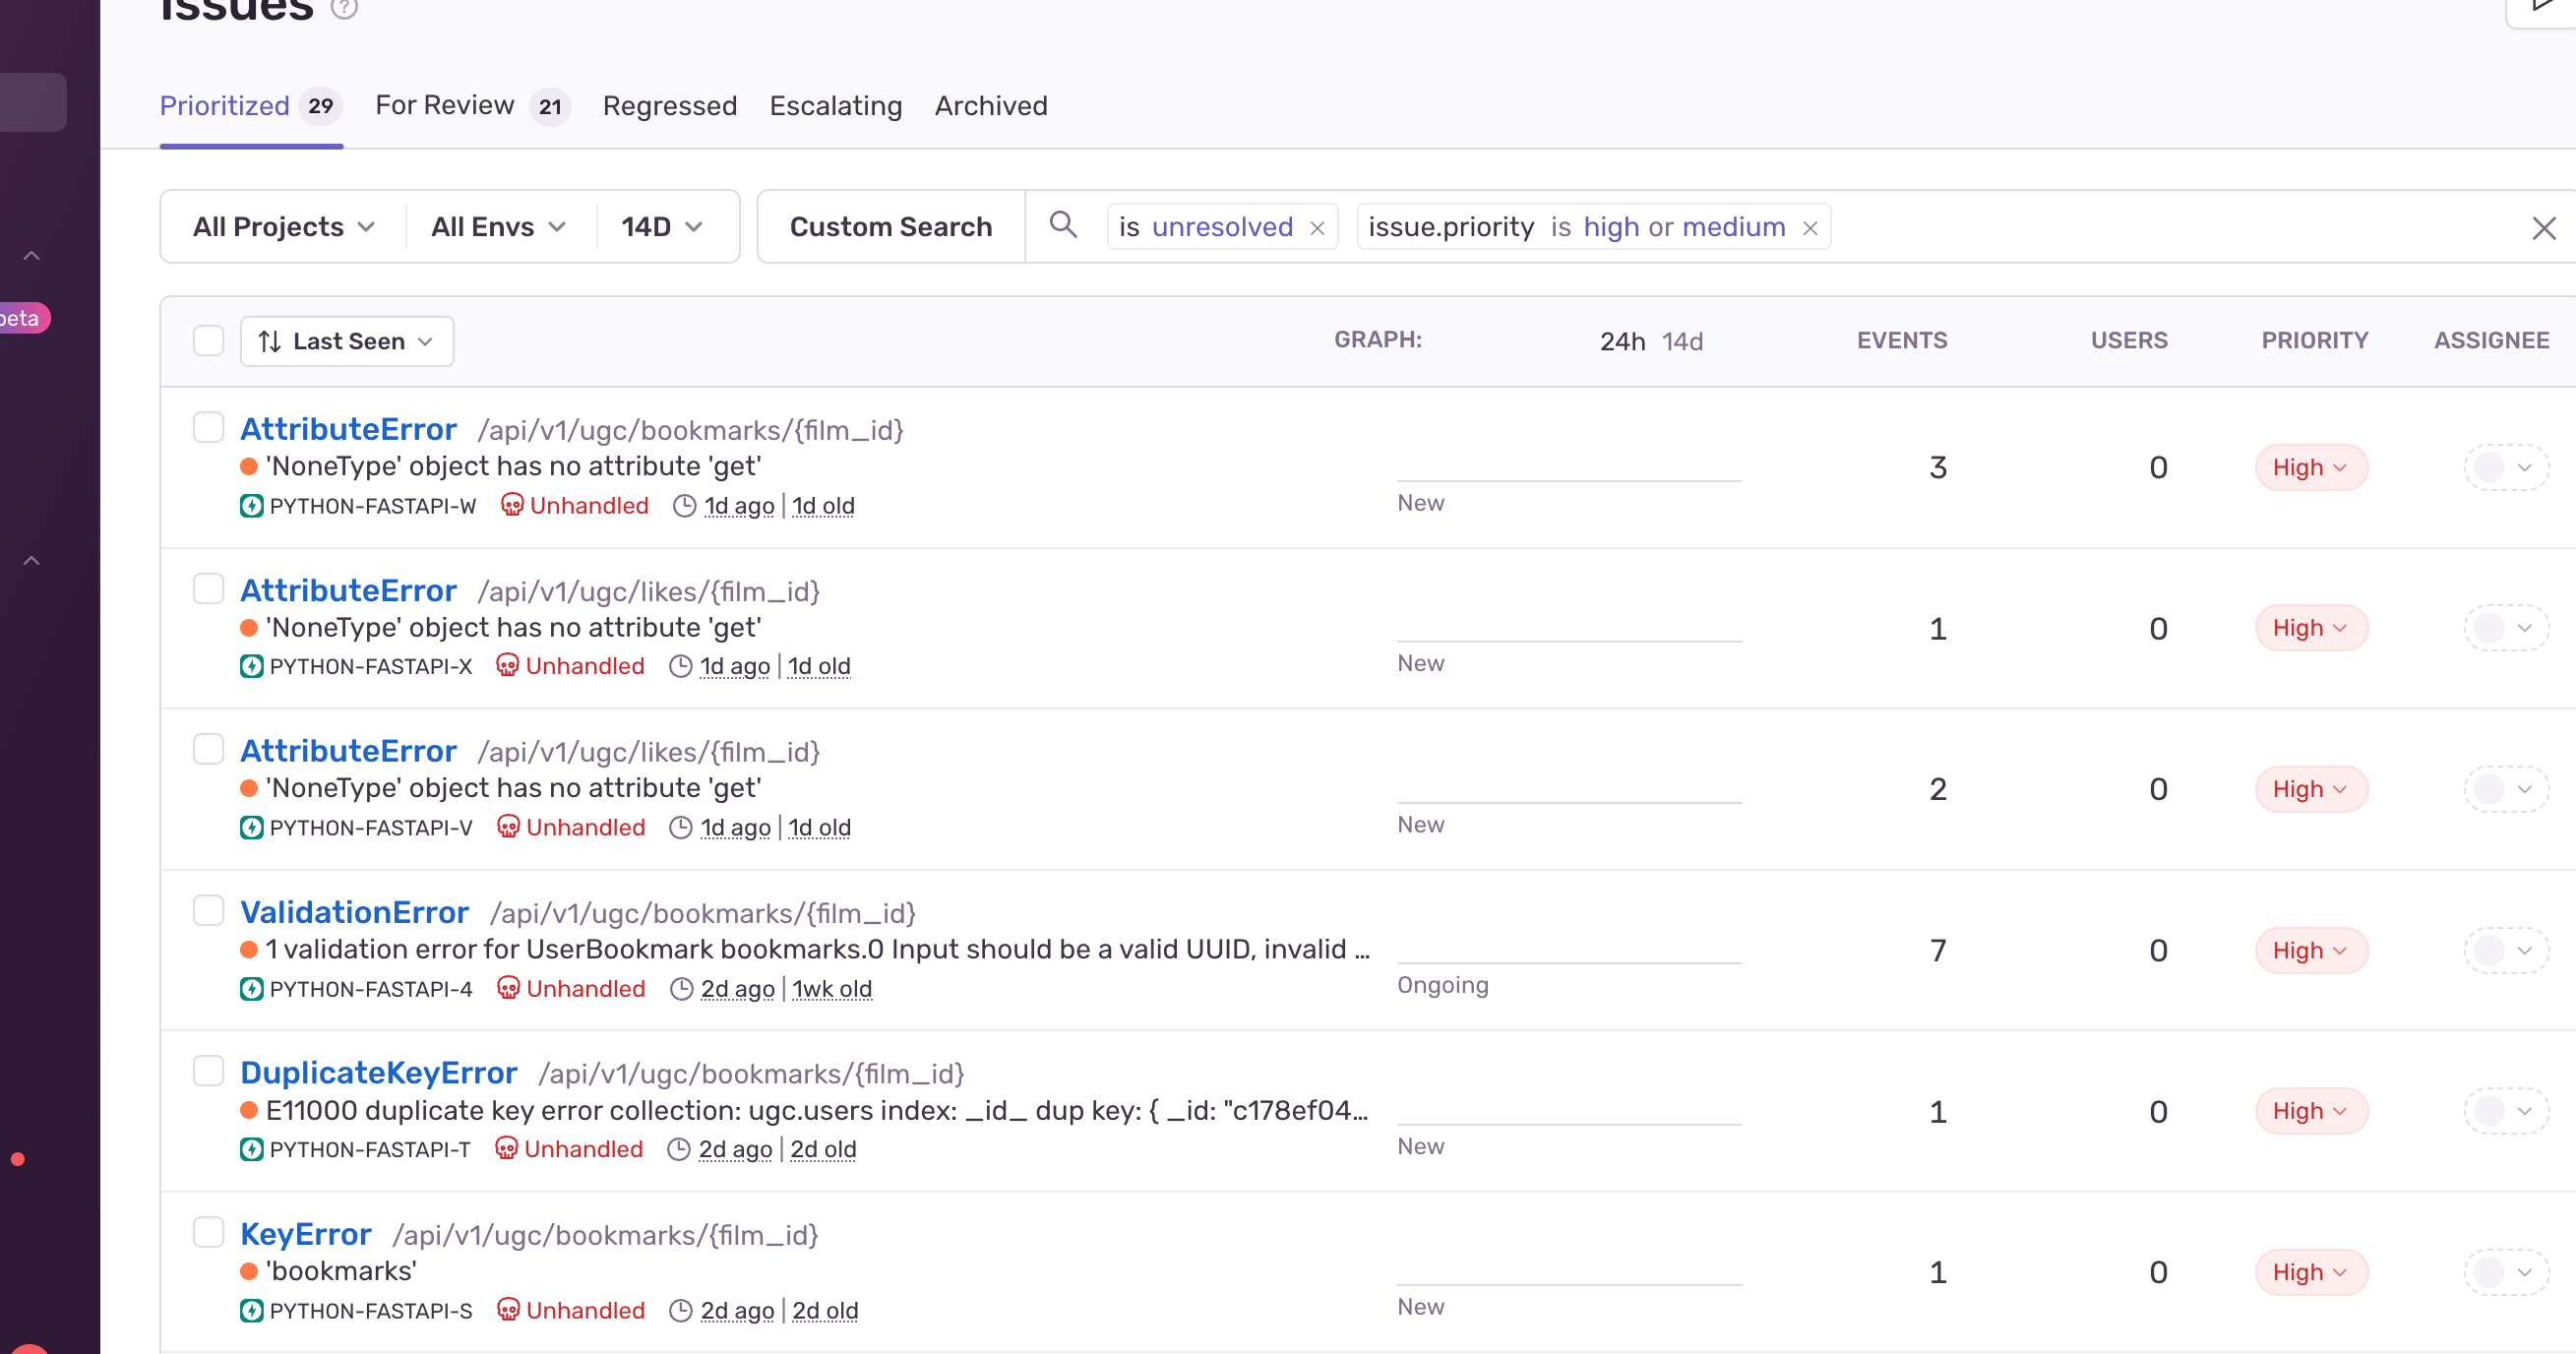 Issues
Prioritized 29 For Review 21 Regressed Escalating Archived
All Projects All Envs 14D Custom Search is unresolved issue.priority is high or medium
beta
Last Seen GRAPH: 24h 14d EVENTS USERS PRIORITY ASSIGNEE
AttributeError /api/v1/ugc/bookmarks/{film_id}
'NoneType' object has no attribute 'get' 3 0 High
PYTHON-FASTAPI-W Unhandled 1d ago | 1d old New
AttributeError /api/v1/ugc/likes/{film_id}
'NoneType' object has no attribute 'get' 1 0 High
PYTHON-FASTAPI-X Unhandled 1d ago | 1d old New
AttributeError /api/v1/ugc/likes/{film_id}
'NoneType' object has no attribute 'get' 2 0 High
PYTHON-FASTAPI-V Unhandled 1d ago | 1d old New
ValidationError /api/v1/ugc/bookmarks/{film_id}
1 validation error for UserBookmark bookmarks.0 Input should be a valid UUID, invalid ... 7 0 High
PYTHON-FASTAPI-4 Unhandled 2d ago | 1wk old Ongoing
DuplicateKeyError /api/v1/ugc/bookmarks/{film_id}
E11000 duplicate key error collection: ugc.users index: _id_ dup key: { _id: "c178ef04... 1 0 High
PYTHON-FASTAPI-T Unhandled 2d ago | 2d old New
KeyError /api/v1/ugc/bookmarks/{film_id}
'bookmarks' 1 0 High
PYTHON-FASTAPI-S Unhandled 2d ago | 2d old New